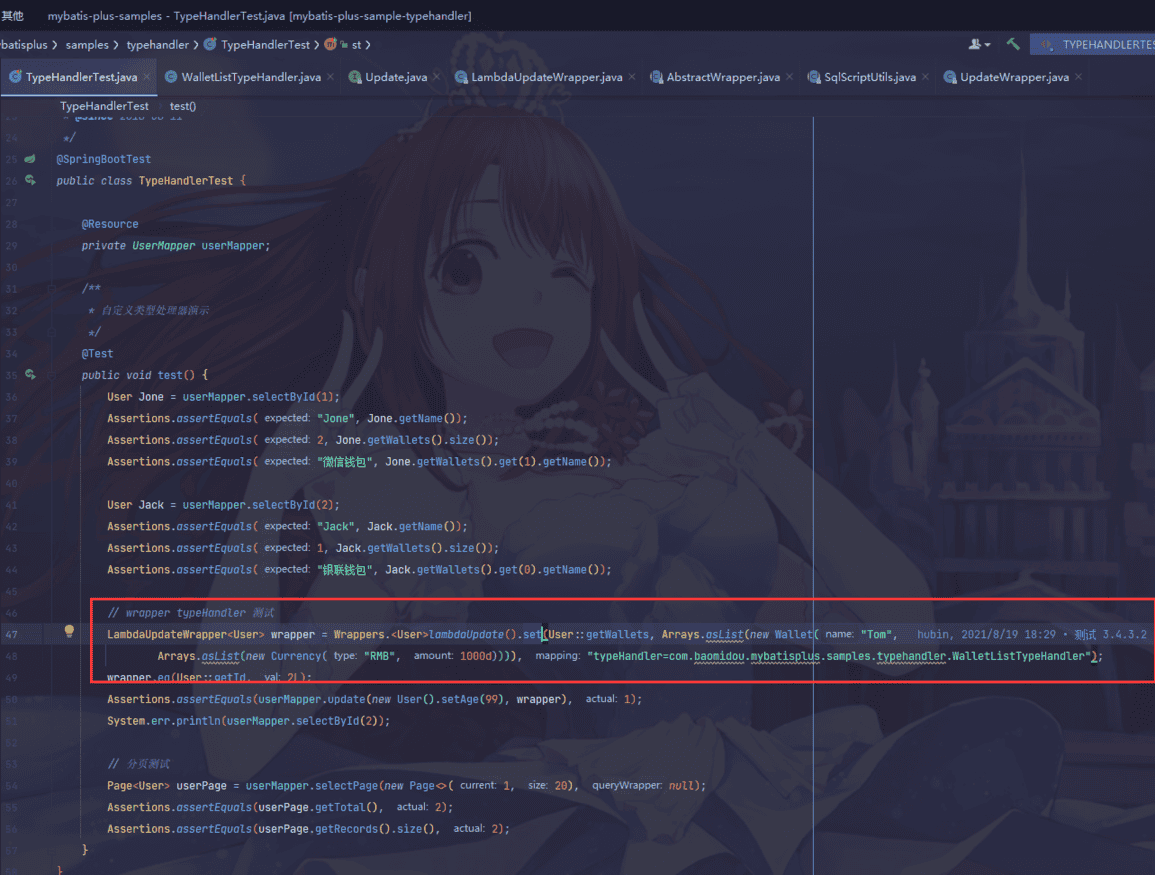 其他 mybatis-plus-samples - TypeHandlerTest.java [mybatis-plus-sample-typehandler]
batisplus samples typehandler TypeHandlerTest st
TYPEHANDLERTES
TypeHandlerTest.java WalletListTypeHandler.java Update.java LambdaUpdateWrapper.java AbstractWrapper.java SqlScriptUtils.java UpdateWrapper.java
TypeHandlerTest test()
23 * @since 2018-08-11
24 */
25 @SpringBootTest
26 public class TypeHandlerTest {
27
28 @Resource
29 private UserMapper userMapper;
30
31 /**
32 * 自定义类型处理器演示
33 */
34 @Test
35 public void test() {
36 User Jone = userMapper.selectById(1);
37 Assertions.assertEquals( expected: "Jone", Jone.getName());
38 Assertions.assertEquals( expected: 2, Jone.getWallets().size());
39 Assertions.assertEquals( expected: "微信钱包", Jone.getWallets().get(1).getName());
40
41 User Jack = userMapper.selectById(2);
42 Assertions.assertEquals( expected: "Jack", Jack.getName());
43 Assertions.assertEquals( expected: 1, Jack.getWallets().size());
44 Assertions.assertEquals( expected: "银联钱包", Jack.getWallets().get(0).getName());
45
46 // wrapper typeHandler 测试
47 LambdaUpdateWrapper<User> wrapper = Wrappers.<User>lambdaUpdate().set(User::getWallets, Arrays.asList(new Wallet( name: "Tom", hubin, 2021/8/19 18:29 • 测试 3.4.3.2
48 Arrays.asList(new Currency( type: "RMB", amount: 1000d)))), mapping: "typeHandler=com.baomidou.mybatisplus.samples.typehandler.WalletListTypeHandler");
49 wrapper.eq(User::getId, val: 2L);
50 Assertions.assertEquals(userMapper.update(new User().setAge(99), wrapper), actual: 1);
51 System.err.println(userMapper.selectById(2));
52
53 // 分页测试
54 Page<User> userPage = userMapper.selectPage(new Page<>( current: 1, size: 20), queryWrapper: null);
55 Assertions.assertEquals(userPage.getTotal(), actual: 2);
56 Assertions.assertEquals(userPage.getRecords().size(), actual: 2);
57 }
58 }